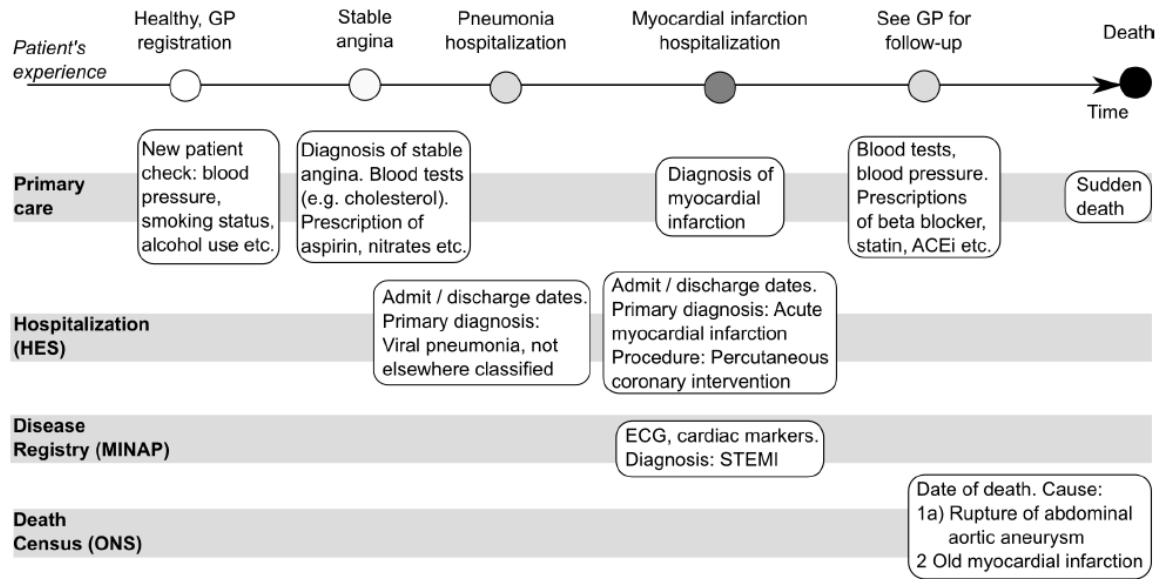 Patient's
experience
Healthy, GP
registration
Stable
angina
Pneumonia
hospitalization
Myocardial infarction
hospitalization
See GP for
follow-up
Death
Time
Primary
care
New patient
check: blood
pressure,
smoking status,
alcohol use etc.
Diagnosis of stable
angina. Blood tests
(e.g. cholesterol).
Prescription of
aspirin, nitrates etc.
Diagnosis of
myocardial
infarction
Blood tests,
blood pressure.
Prescriptions
of beta blocker,
statin, ACEi etc.
Sudden
death
Hospitalization
(HES)
Admit / discharge dates.
Primary diagnosis:
Viral pneumonia, not
elsewhere classified
Admit / discharge dates.
Primary diagnosis: Acute
myocardial infarction
Procedure: Percutaneous
coronary intervention
Disease
Registry (MINAP)
ECG, cardiac markers.
Diagnosis: STEMI
Death
Census (ONS)
Date of death. Cause:
1a) Rupture of abdominal
aortic aneurysm
2 Old myocardial infarction